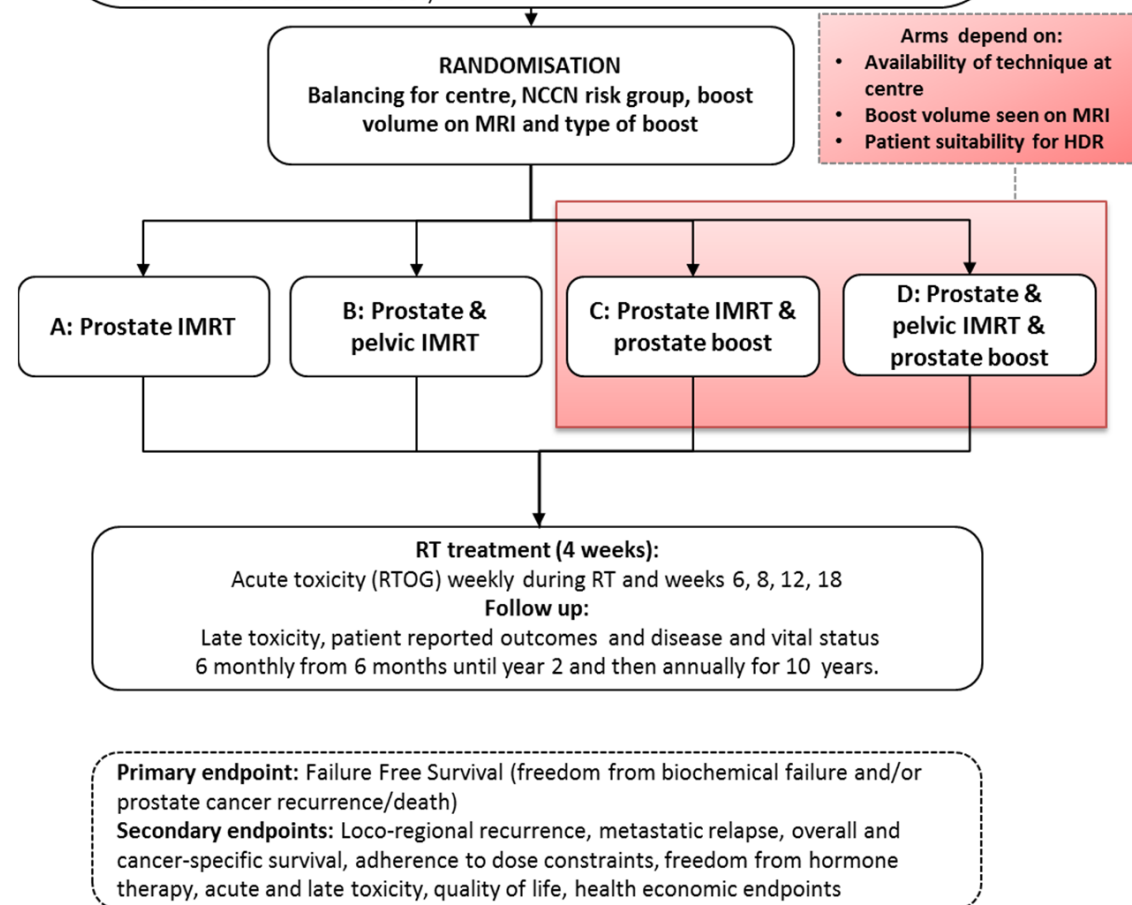 RANDOMISATION
Balancing for centre, NCCN risk group, boost
volume on MRI and type of boost
Arms depend on:
• Availability of technique at
centre
• Boost volume seen on MRI
• Patient suitability for HDR
A: Prostate IMRT
B: Prostate &
pelvic IMRT
C: Prostate IMRT &
prostate boost
D: Prostate &
pelvic IMRT &
prostate boost
RT treatment (4 weeks):
Acute toxicity (RTOG) weekly during RT and weeks 6, 8, 12, 18
Follow up:
Late toxicity, patient reported outcomes and disease and vital status
6 monthly from 6 months until year 2 and then annually for 10 years.
Primary endpoint: Failure Free Survival (freedom from biochemical failure and/or
prostate cancer recurrence/death)
Secondary endpoints: Loco-regional recurrence, metastatic relapse, overall and
cancer-specific survival, adherence to dose constraints, freedom from hormone
therapy, acute and late toxicity, quality of life, health economic endpoints